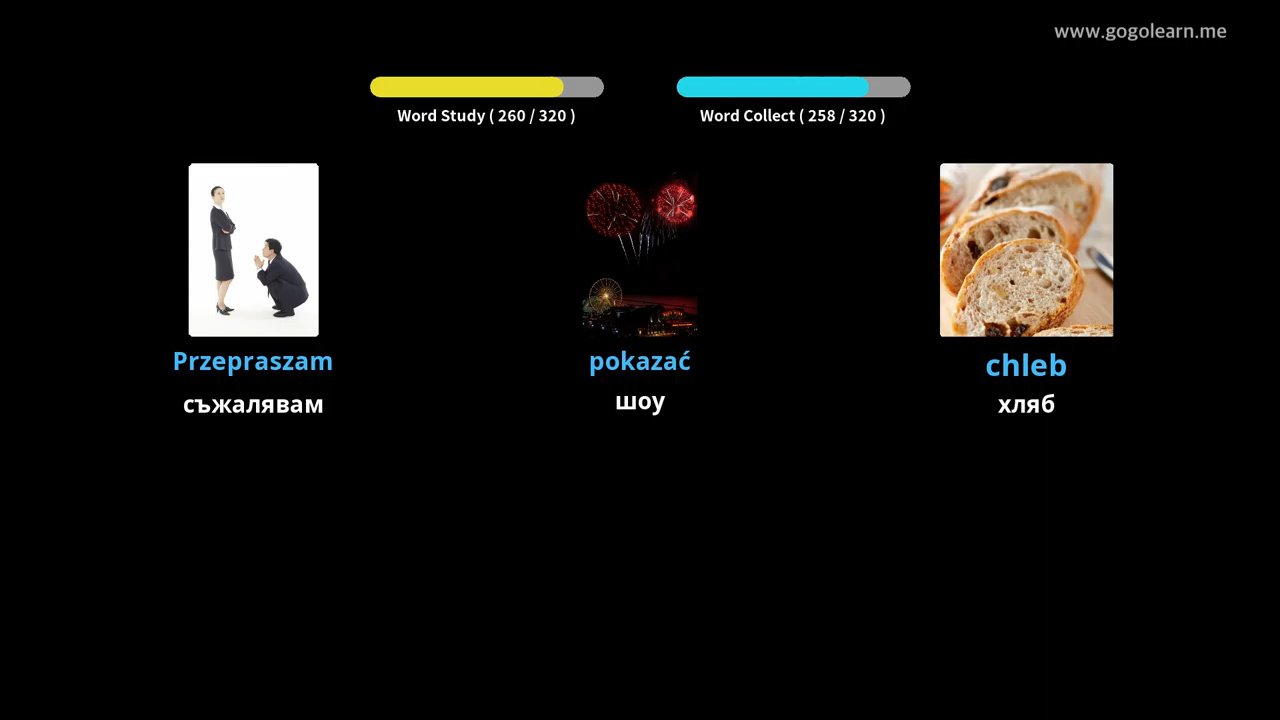 www.gogolearn.me
Word Study ( 260 / 320 )
Word Collect ( 258 / 320 )
Przepraszam
pokazać
chleb
съжалявам
шоу
хляб